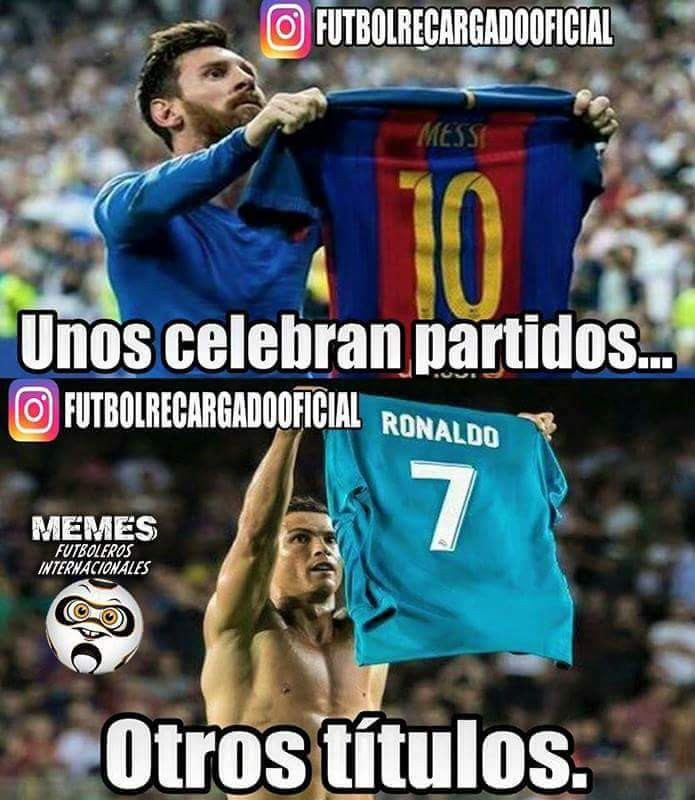 FUTBOLRECARGADOOFICIAL
MESSI
10
Unos celebran partidos...
FUTBOLRECARGADOOFICIAL
RONALDO
7
MEMES
FUTBOLEROS
INTERNACIONALES
Otros títulos.